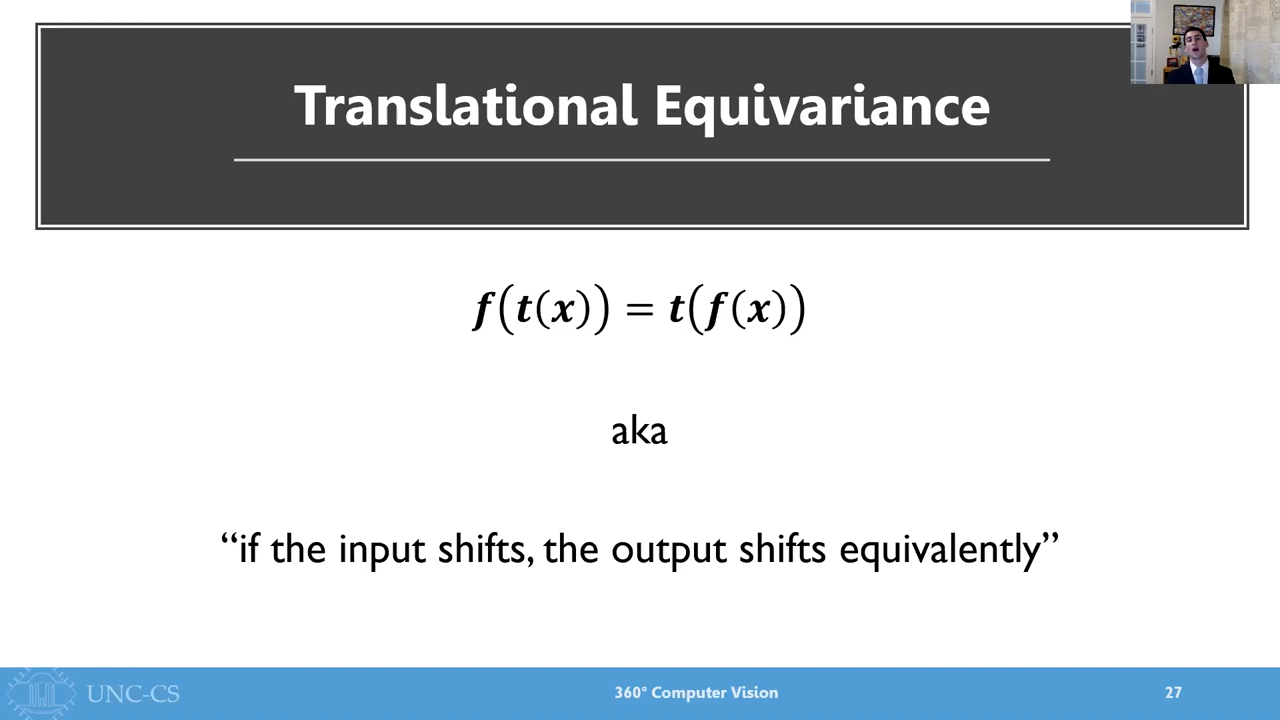 Translational Equivariance
f(t(x)) = t(f(x))
aka
“if the input shifts, the output shifts equivalently”
UNC-CS
360° Computer Vision
27